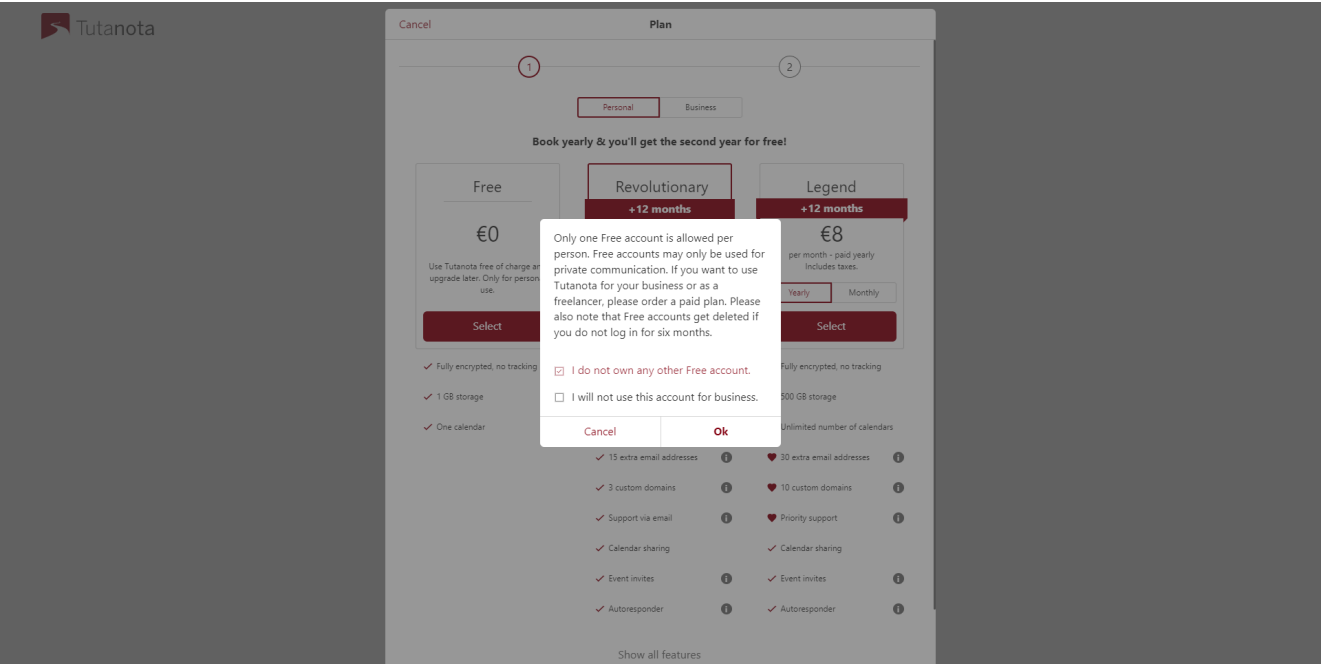 Tutanota
Cancel
Plan
1
2
Personal
Business
Book yearly & you'll get the second year for free!
Free
€0
Use Tutanota free of charge an
upgrade later. Only for person
use.
Select
Fully encrypted, no tracking
1 GB storage
One calendar
Revolutionary
+12 months
Legend
+12 months
€8
per month - paid yearly
Includes taxes.
Yearly
Monthly
Select
Only one Free account is allowed per
person. Free accounts may only be used for
private communication. If you want to use
Tutanota for your business or as a
freelancer, please order a paid plan. Please
also note that Free accounts get deleted if
you do not log in for six months.
I do not own any other Free account.
I will not use this account for business.
Cancel
Ok
15 extra email addresses
3 custom domains
Support via email
Calendar sharing
Event invites
Autoresponder
Fully encrypted, no tracking
500 GB storage
Unlimited number of calendars
30 extra email addresses
10 custom domains
Priority support
Calendar sharing
Event invites
Autoresponder
Show all features